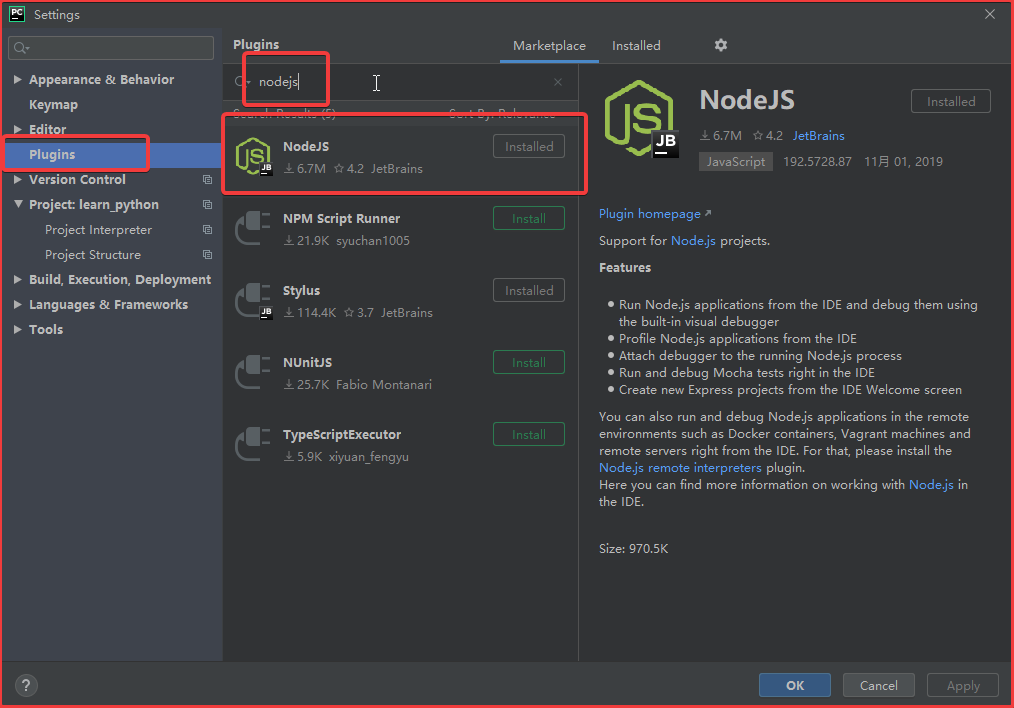 PC Settings
Plugins
Marketplace Installed
nodejs
Search Results (5) Sort By: Relevance
Appearance & Behavior
Keymap
Editor
Plugins
Version Control
Project: learn_python
Project Interpreter
Project Structure
Build, Execution, Deployment
Languages & Frameworks
Tools
NodeJS Installed
6.7M 4.2 JetBrains
NPM Script Runner Install
21.9K syuchan1005
Stylus Installed
114.4K 3.7 JetBrains
NUnitJS Install
25.7K Fabio Montanari
TypeScriptExecutor Install
5.9K xiyuan_fengyu
JS JB
JB
JS JB
NodeJS Installed
6.7M 4.2 JetBrains
JavaScript 192.5728.87 11月 01, 2019
Plugin homepage
Support for Node.js projects.
Features
Run Node.js applications from the IDE and debug them using
the built-in visual debugger
Profile Node.js applications from the IDE
Attach debugger to the running Node.js process
Run and debug Mocha tests right in the IDE
Create new Express projects from the IDE Welcome screen
You can also run and debug Node.js applications in the remote
environments such as Docker containers, Vagrant machines and
remote servers right from the IDE. For that, please install the
Node.js remote interpreters plugin.
Here you can find more information on working with Node.js in
the IDE.
Size: 970.5K
?
OK Cancel Apply